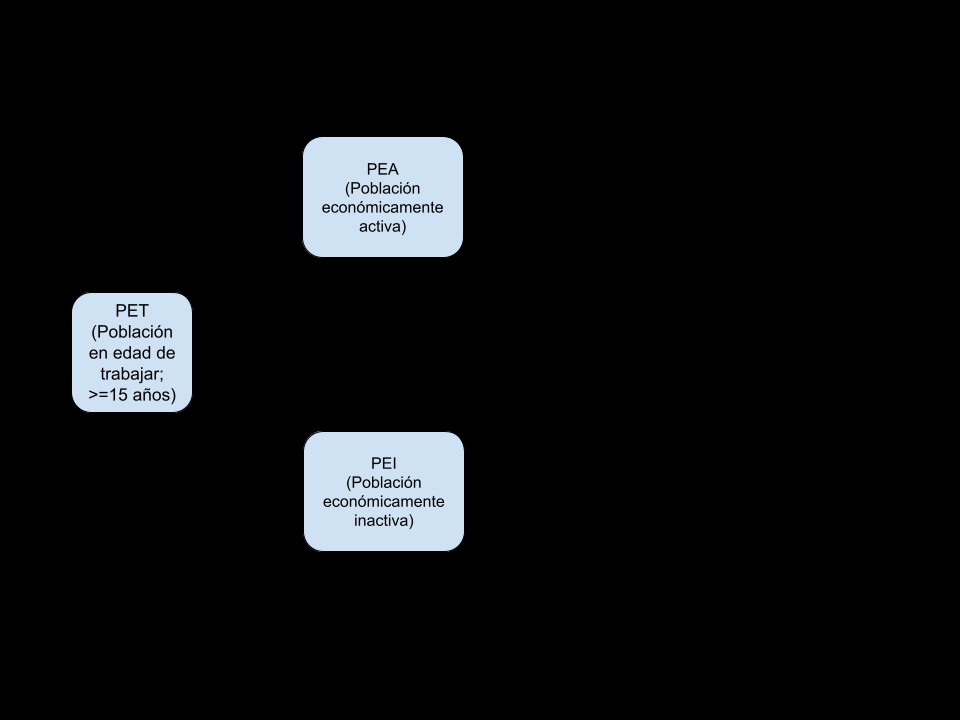 PEA
(Población
económicamente
activa)
PET
(Población
en edad de
trabajar;
>=15 años)
PEI
(Población
económicamente
inactiva)